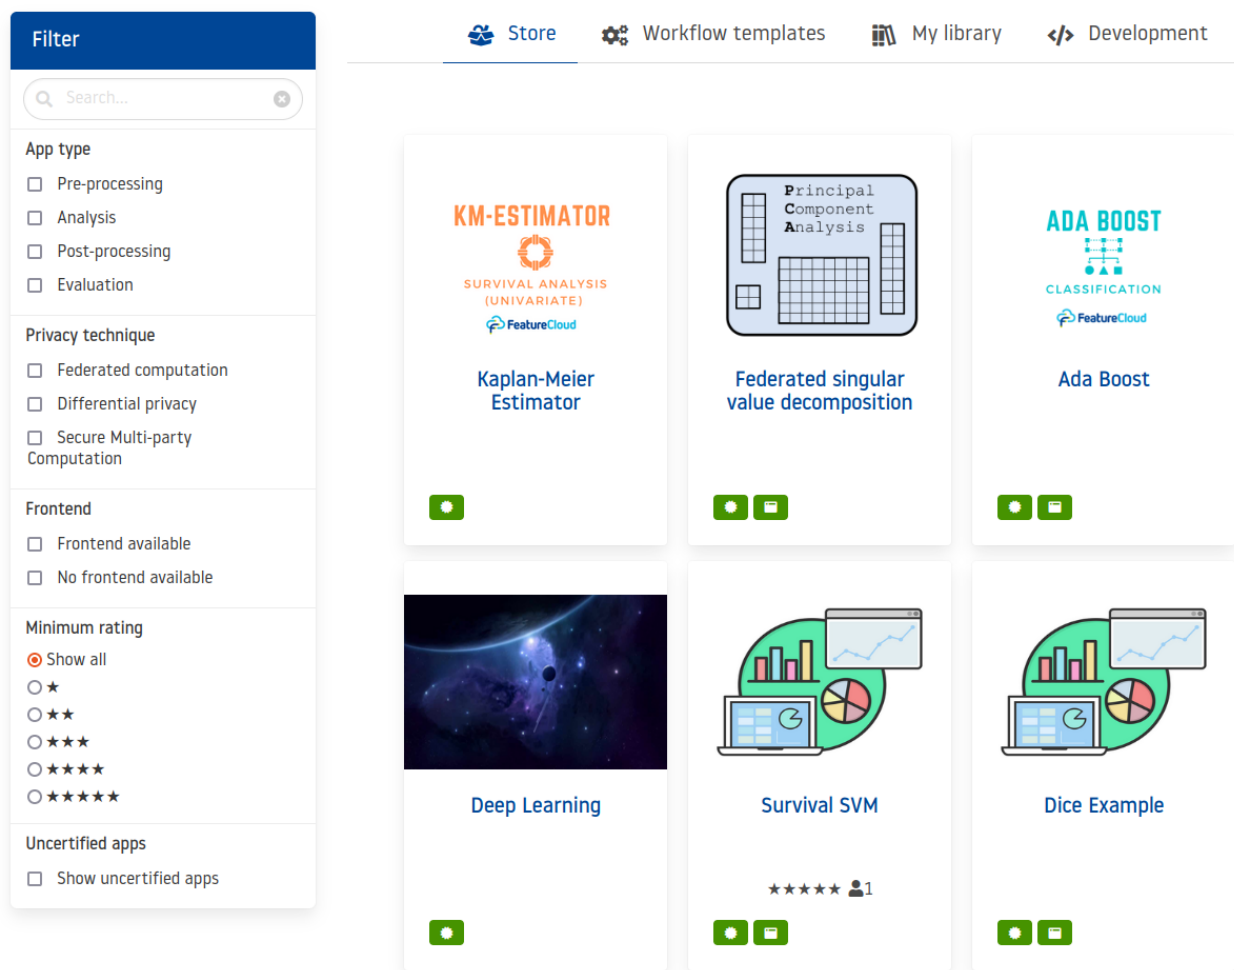 Filter
Search...
App type
Pre-processing
Analysis
Post-processing
Evaluation
Privacy technique
Federated computation
Differential privacy
Secure Multi-party
Computation
Frontend
Frontend available
No frontend available
Minimum rating
Show all
★
★★
★★★
★★★★
★★★★★
Uncertified apps
Show uncertified apps
Store
Workflow templates
My library
Development
KM-ESTIMATOR
SURVIVAL ANALYSIS
(UNIVARIATE)
FeatureCloud
Kaplan-Meier
Estimator
Principal
Component
Analysis
Federated singular
value decomposition
ADA BOOST
CLASSIFICATION
FeatureCloud
Ada Boost
Deep Learning
Survival SVM
★★★★★ 1
Dice Example